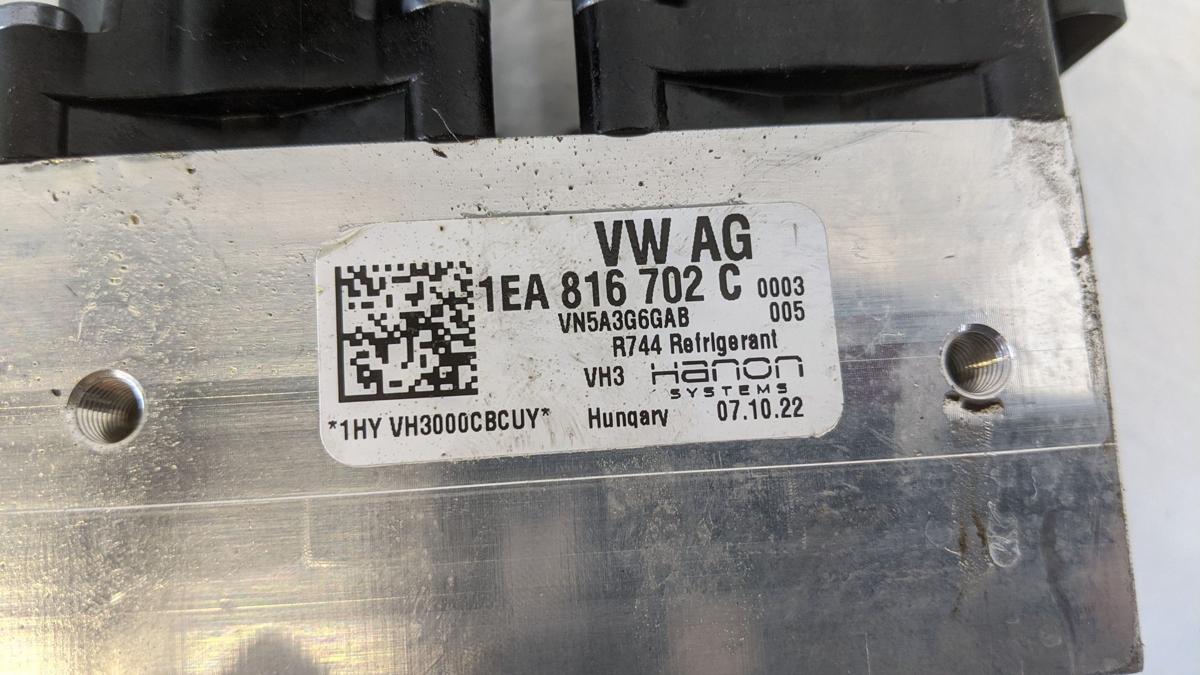 VW AG
1EA 816 702 C 0003
VN5A3G6GAB 005
R744 Refrigerant
VH3 Hanon
SYSTEMS
*1HY VH3000CBCUY* Hungary 07.10.22